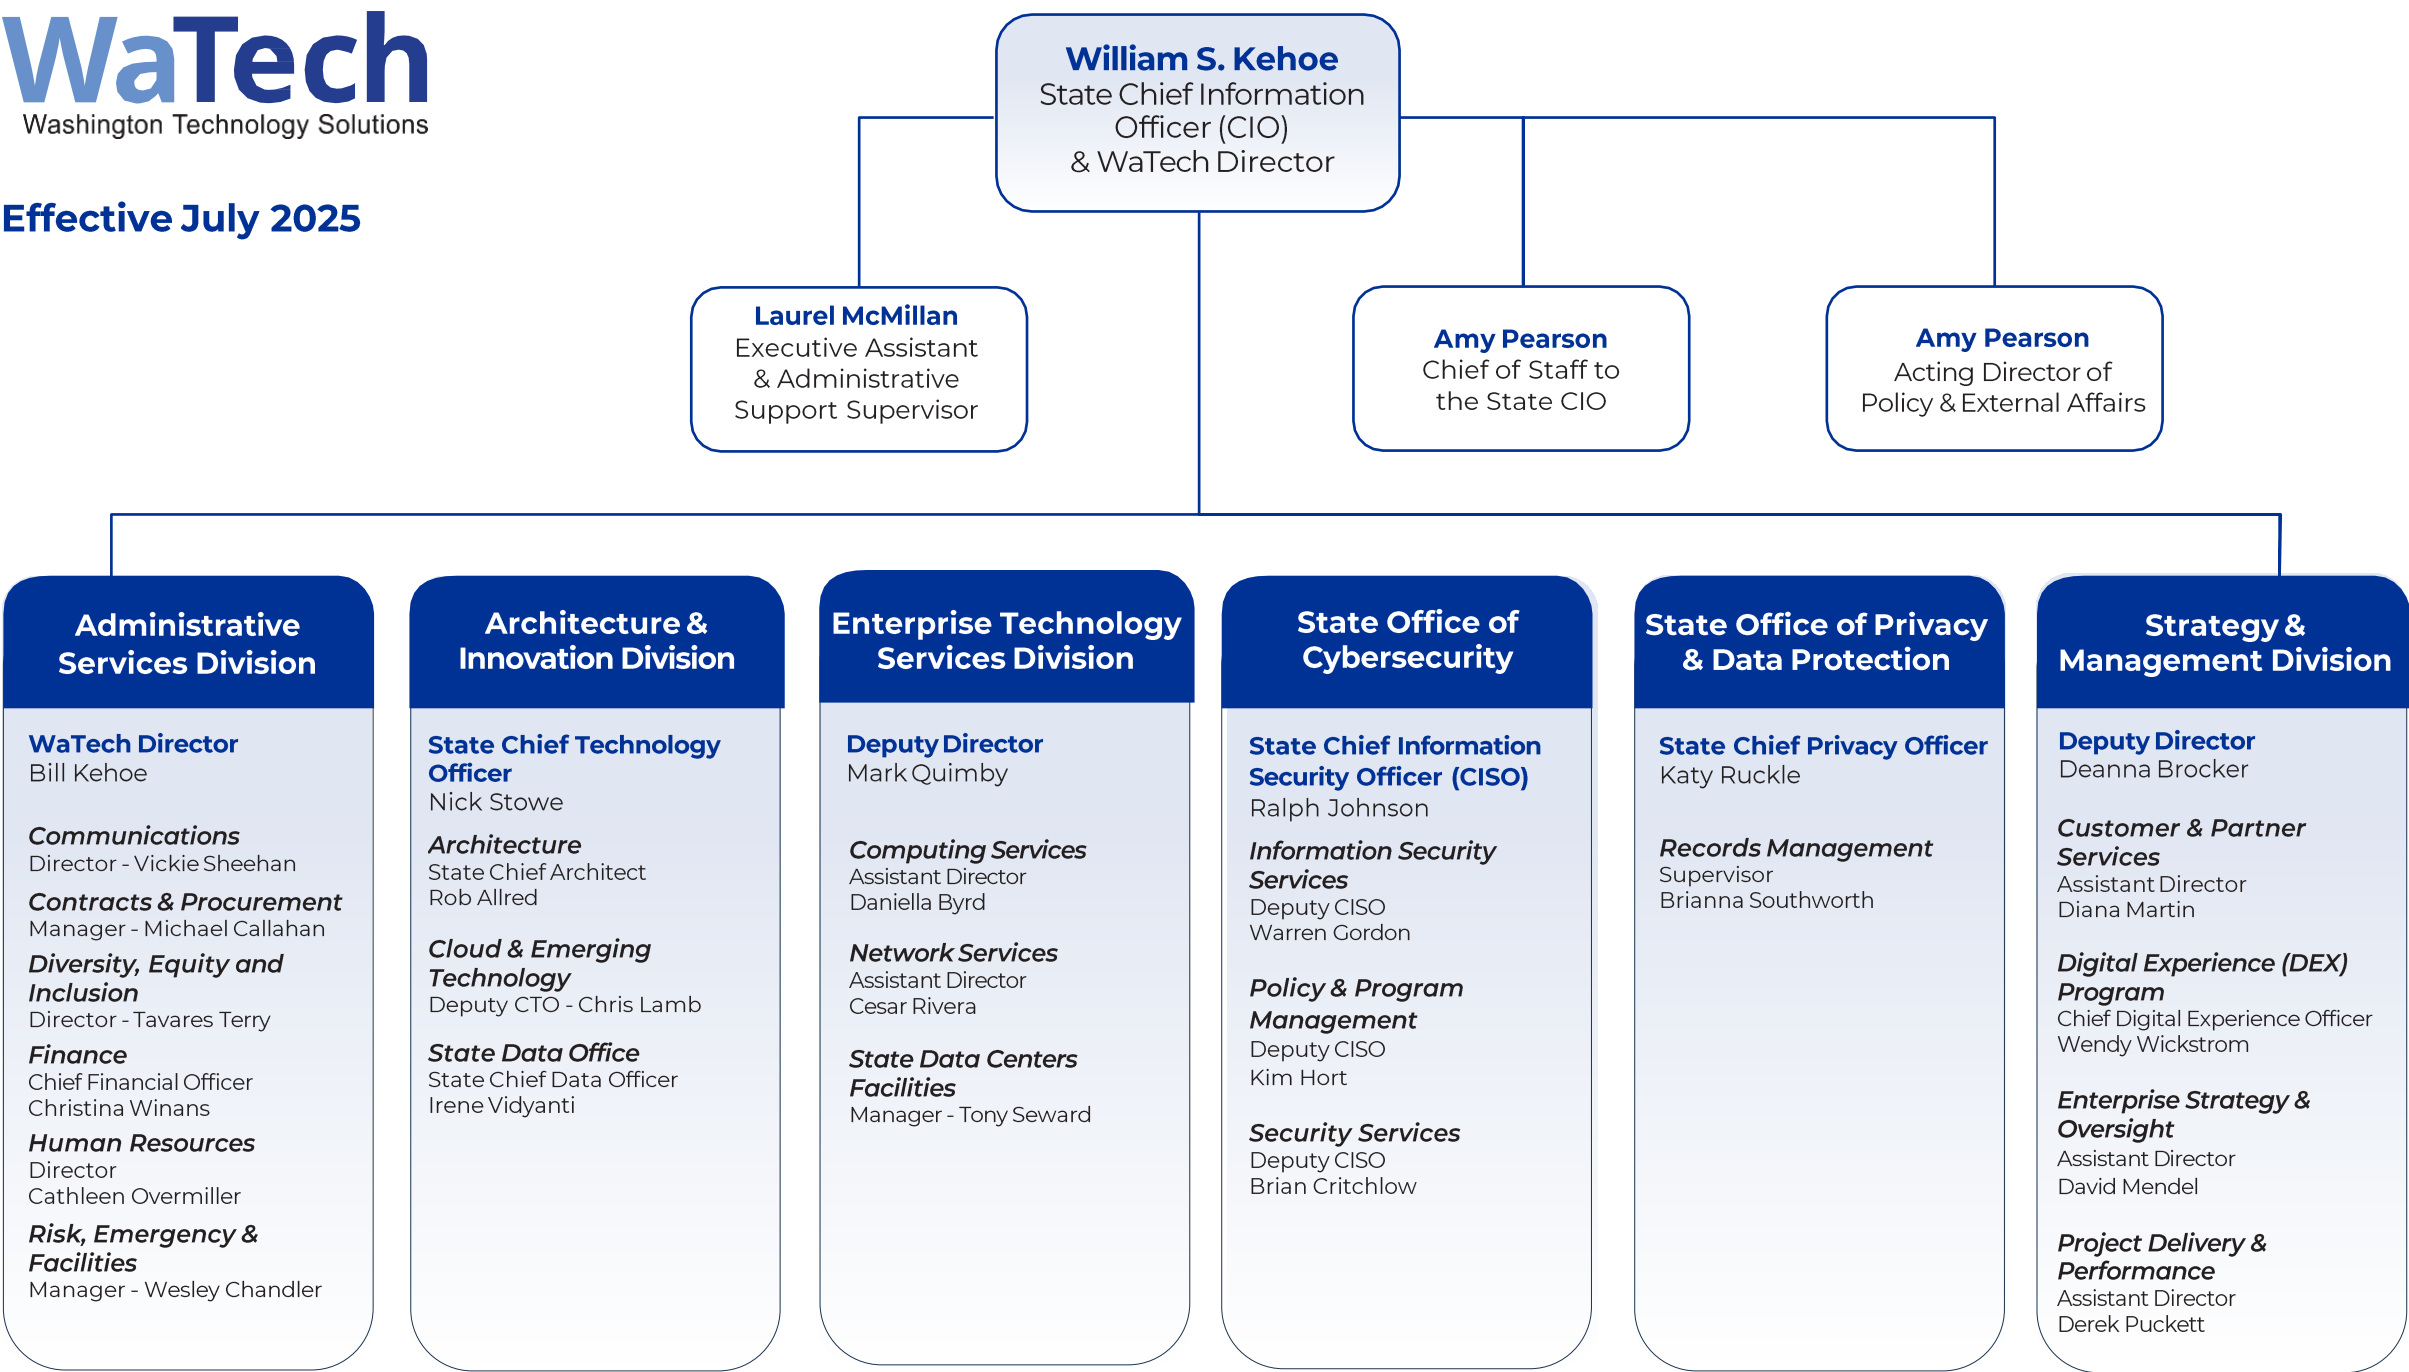 WaTech
Washington Technology Solutions
Effective July 2025
William S. Kehoe
State Chief Information
Officer (CIO)
& WaTech Director
Laurel McMillan
Executive Assistant
& Administrative
Support Supervisor
Amy Pearson
Chief of Staff to
the State CIO
Amy Pearson
Acting Director of
Policy & External Affairs
Administrative
Services Division
WaTech Director
Bill Kehoe
Communications
Director - Vickie Sheehan
Contracts & Procurement
Manager - Michael Callahan
Diversity, Equity and
Inclusion
Director - Tavares Terry
Finance
Chief Financial Officer
Christina Winans
Human Resources
Director
Cathleen Overmiller
Risk, Emergency &
Facilities
Manager - Wesley Chandler
Architecture &
Innovation Division
State Chief Technology
Officer
Nick Stowe
Architecture
State Chief Architect
Rob Allred
Cloud & Emerging
Technology
Deputy CTO - Chris Lamb
State Data Office
State Chief Data Officer
Irene Vidyanti
Enterprise Technology
Services Division
Deputy Director
Mark Quimby
Computing Services
Assistant Director
Daniella Byrd
Network Services
Assistant Director
Cesar Rivera
State Data Centers
Facilities
Manager - Tony Seward
State Office of
Cybersecurity
State Chief Information
Security Officer (CISO)
Ralph Johnson
Information Security
Services
Deputy CISO
Warren Gordon
Policy & Program
Management
Deputy CISO
Kim Hort
Security Services
Deputy CISO
Brian Critchlow
State Office of Privacy
& Data Protection
State Chief Privacy Officer
Katy Ruckle
Records Management
Supervisor
Brianna Southworth
Strategy &
Management Division
Deputy Director
Deanna Brocker
Customer & Partner
Services
Assistant Director
Diana Martin
Digital Experience (DEX)
Program
Chief Digital Experience Officer
Wendy Wickstrom
Enterprise Strategy &
Oversight
Assistant Director
David Mendel
Project Delivery &
Performance
Assistant Director
Derek Puckett